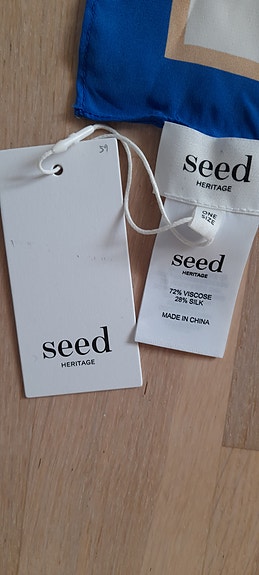 39
seed
HERITAGE
seed
HERITAGE
ONE
SIZE
seed
HERITAGE
72% VISCOSE
28% SILK
MADE IN CHINA